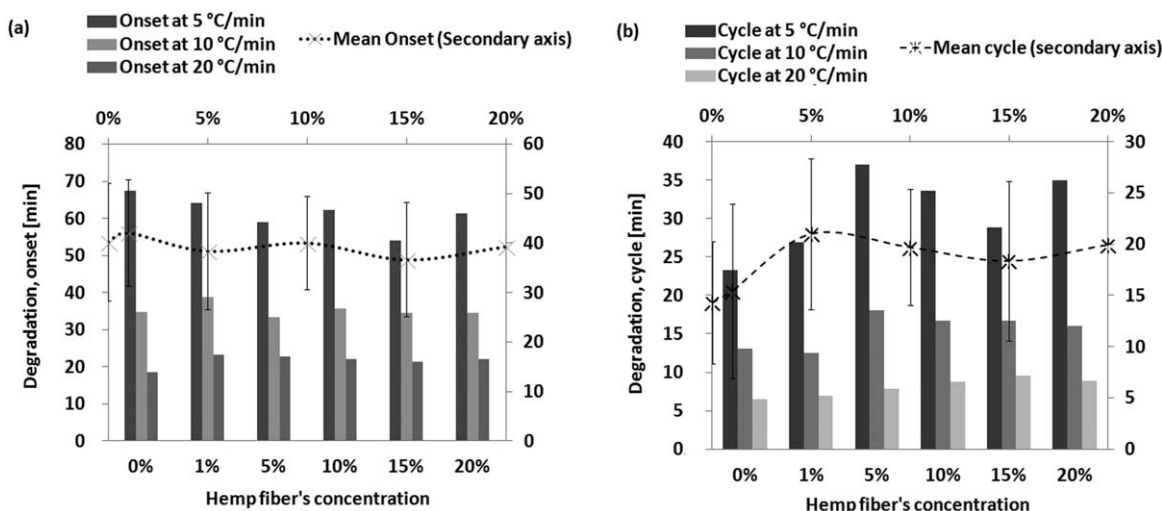 (a)
Onset at 5 °C/min
Onset at 10 °C/min
Onset at 20 °C/min
Mean Onset (Secondary axis)
0% 5% 10% 15% 20%
80
70
60
50
40
30
20
10
0
60
50
40
30
20
10
0
Degradation, onset [min]
0% 1% 5% 10% 15% 20%
Hemp fiber's concentration
(b)
Cycle at 5 °C/min
Cycle at 10 °C/min
Cycle at 20 °C/min
Mean cycle (secondary axis)
0% 5% 10% 15% 20%
40
35
30
25
20
15
10
5
0
30
25
20
15
10
5
0
Degradation, cycle [min]
0% 1% 5% 10% 15% 20%
Hemp fiber's concentration